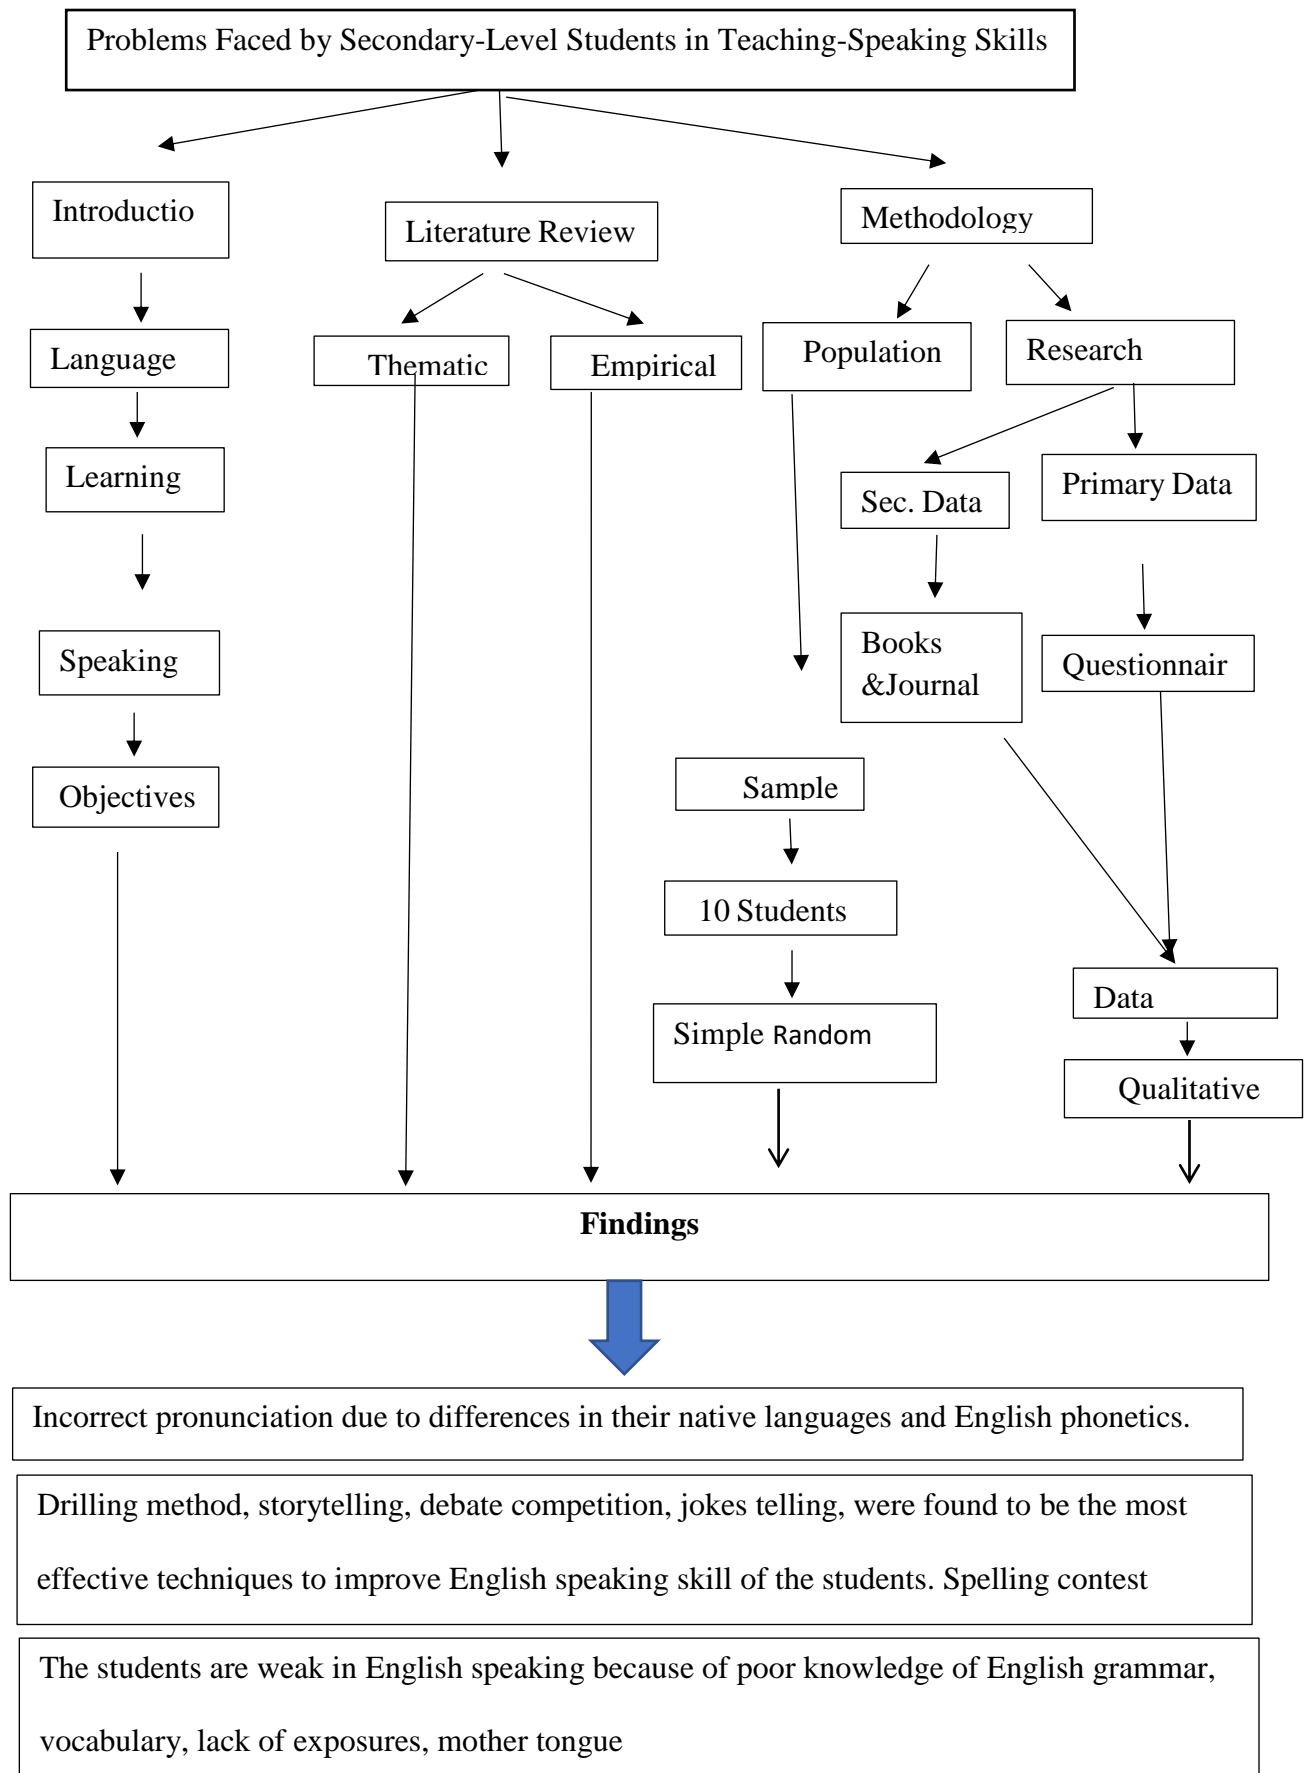 Problems Faced by Secondary-Level Students in Teaching-Speaking Skills
Introductio
Literature Review
Methodology
Language
Thematic
Empirical
Population
Research
Learning
Sec. Data
Primary Data
Speaking
Books
&Journal
Questionnair
Objectives
Sample
10 Students
Data
Simple Random
Qualitative
Findings
Incorrect pronunciation due to differences in their native languages and English phonetics.
Drilling method, storytelling, debate competition, jokes telling, were found to be the most
effective techniques to improve English speaking skill of the students. Spelling contest
The students are weak in English speaking because of poor knowledge of English grammar,
vocabulary, lack of exposures, mother tongue